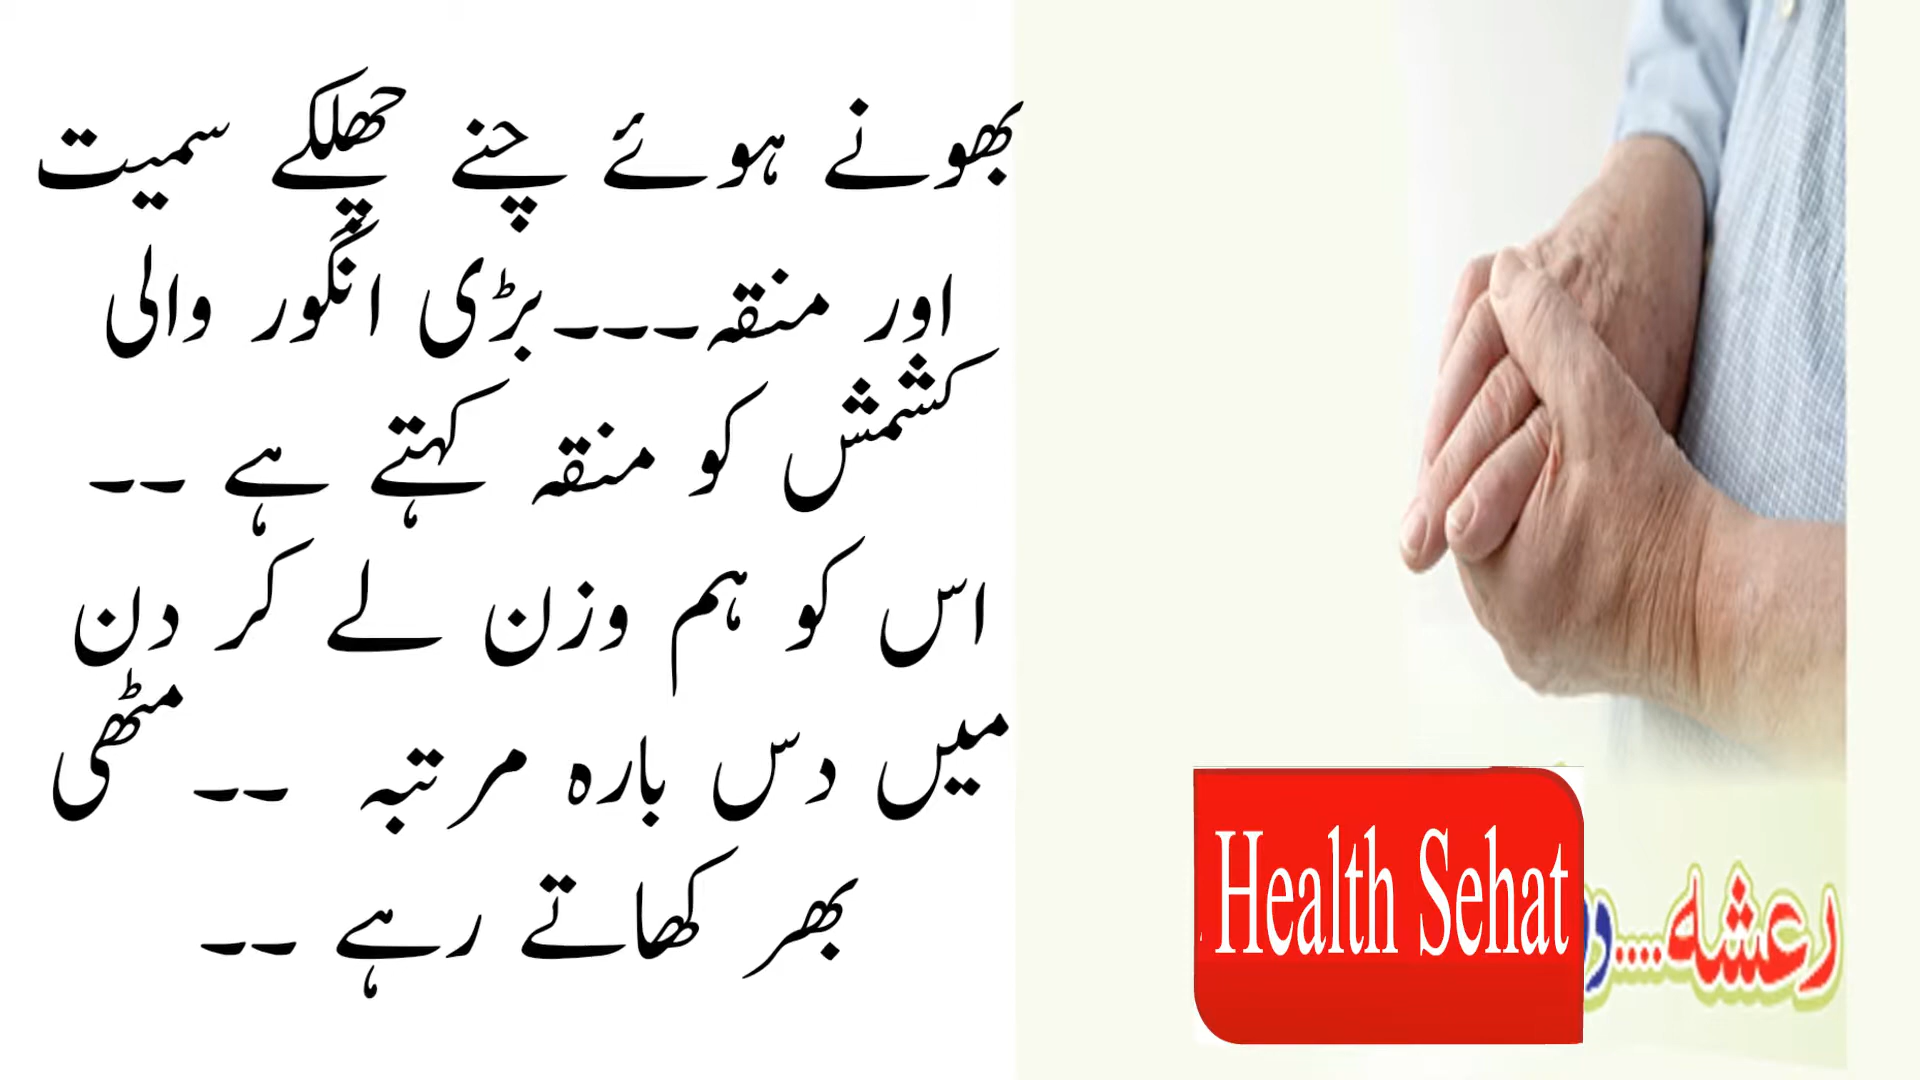 بھونے ہوئے چنے چھلکے سمیت
اور منقہ۔۔۔بڑی انگور والی
کشمش کو منقہ کہتے ہے ۔۔
اس کو ہم وزن لے کر دن
میں دس بارہ مرتبہ ۔۔ مٹھی
بھر کھاتے رہے ۔۔
Health Sehat
رعشہ....